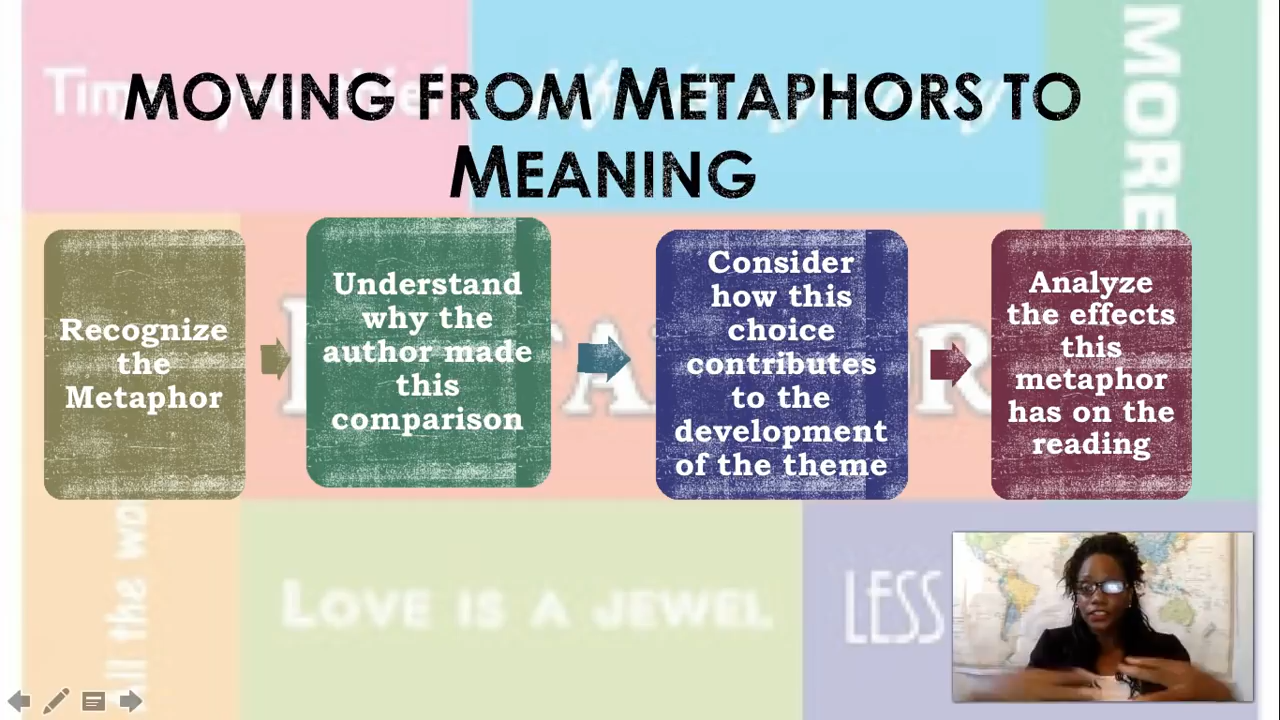 MOVING FROM METAPHORS TO
MEANING
Recognize
the
Metaphor
Understand
why the
author made
this
comparison
Consider
how this
choice
contributes
to the
development
of the theme
Analyze
the effects
this
metaphor
has on the
reading
MORE
all the
LOVE IS A JEWEL
LESS